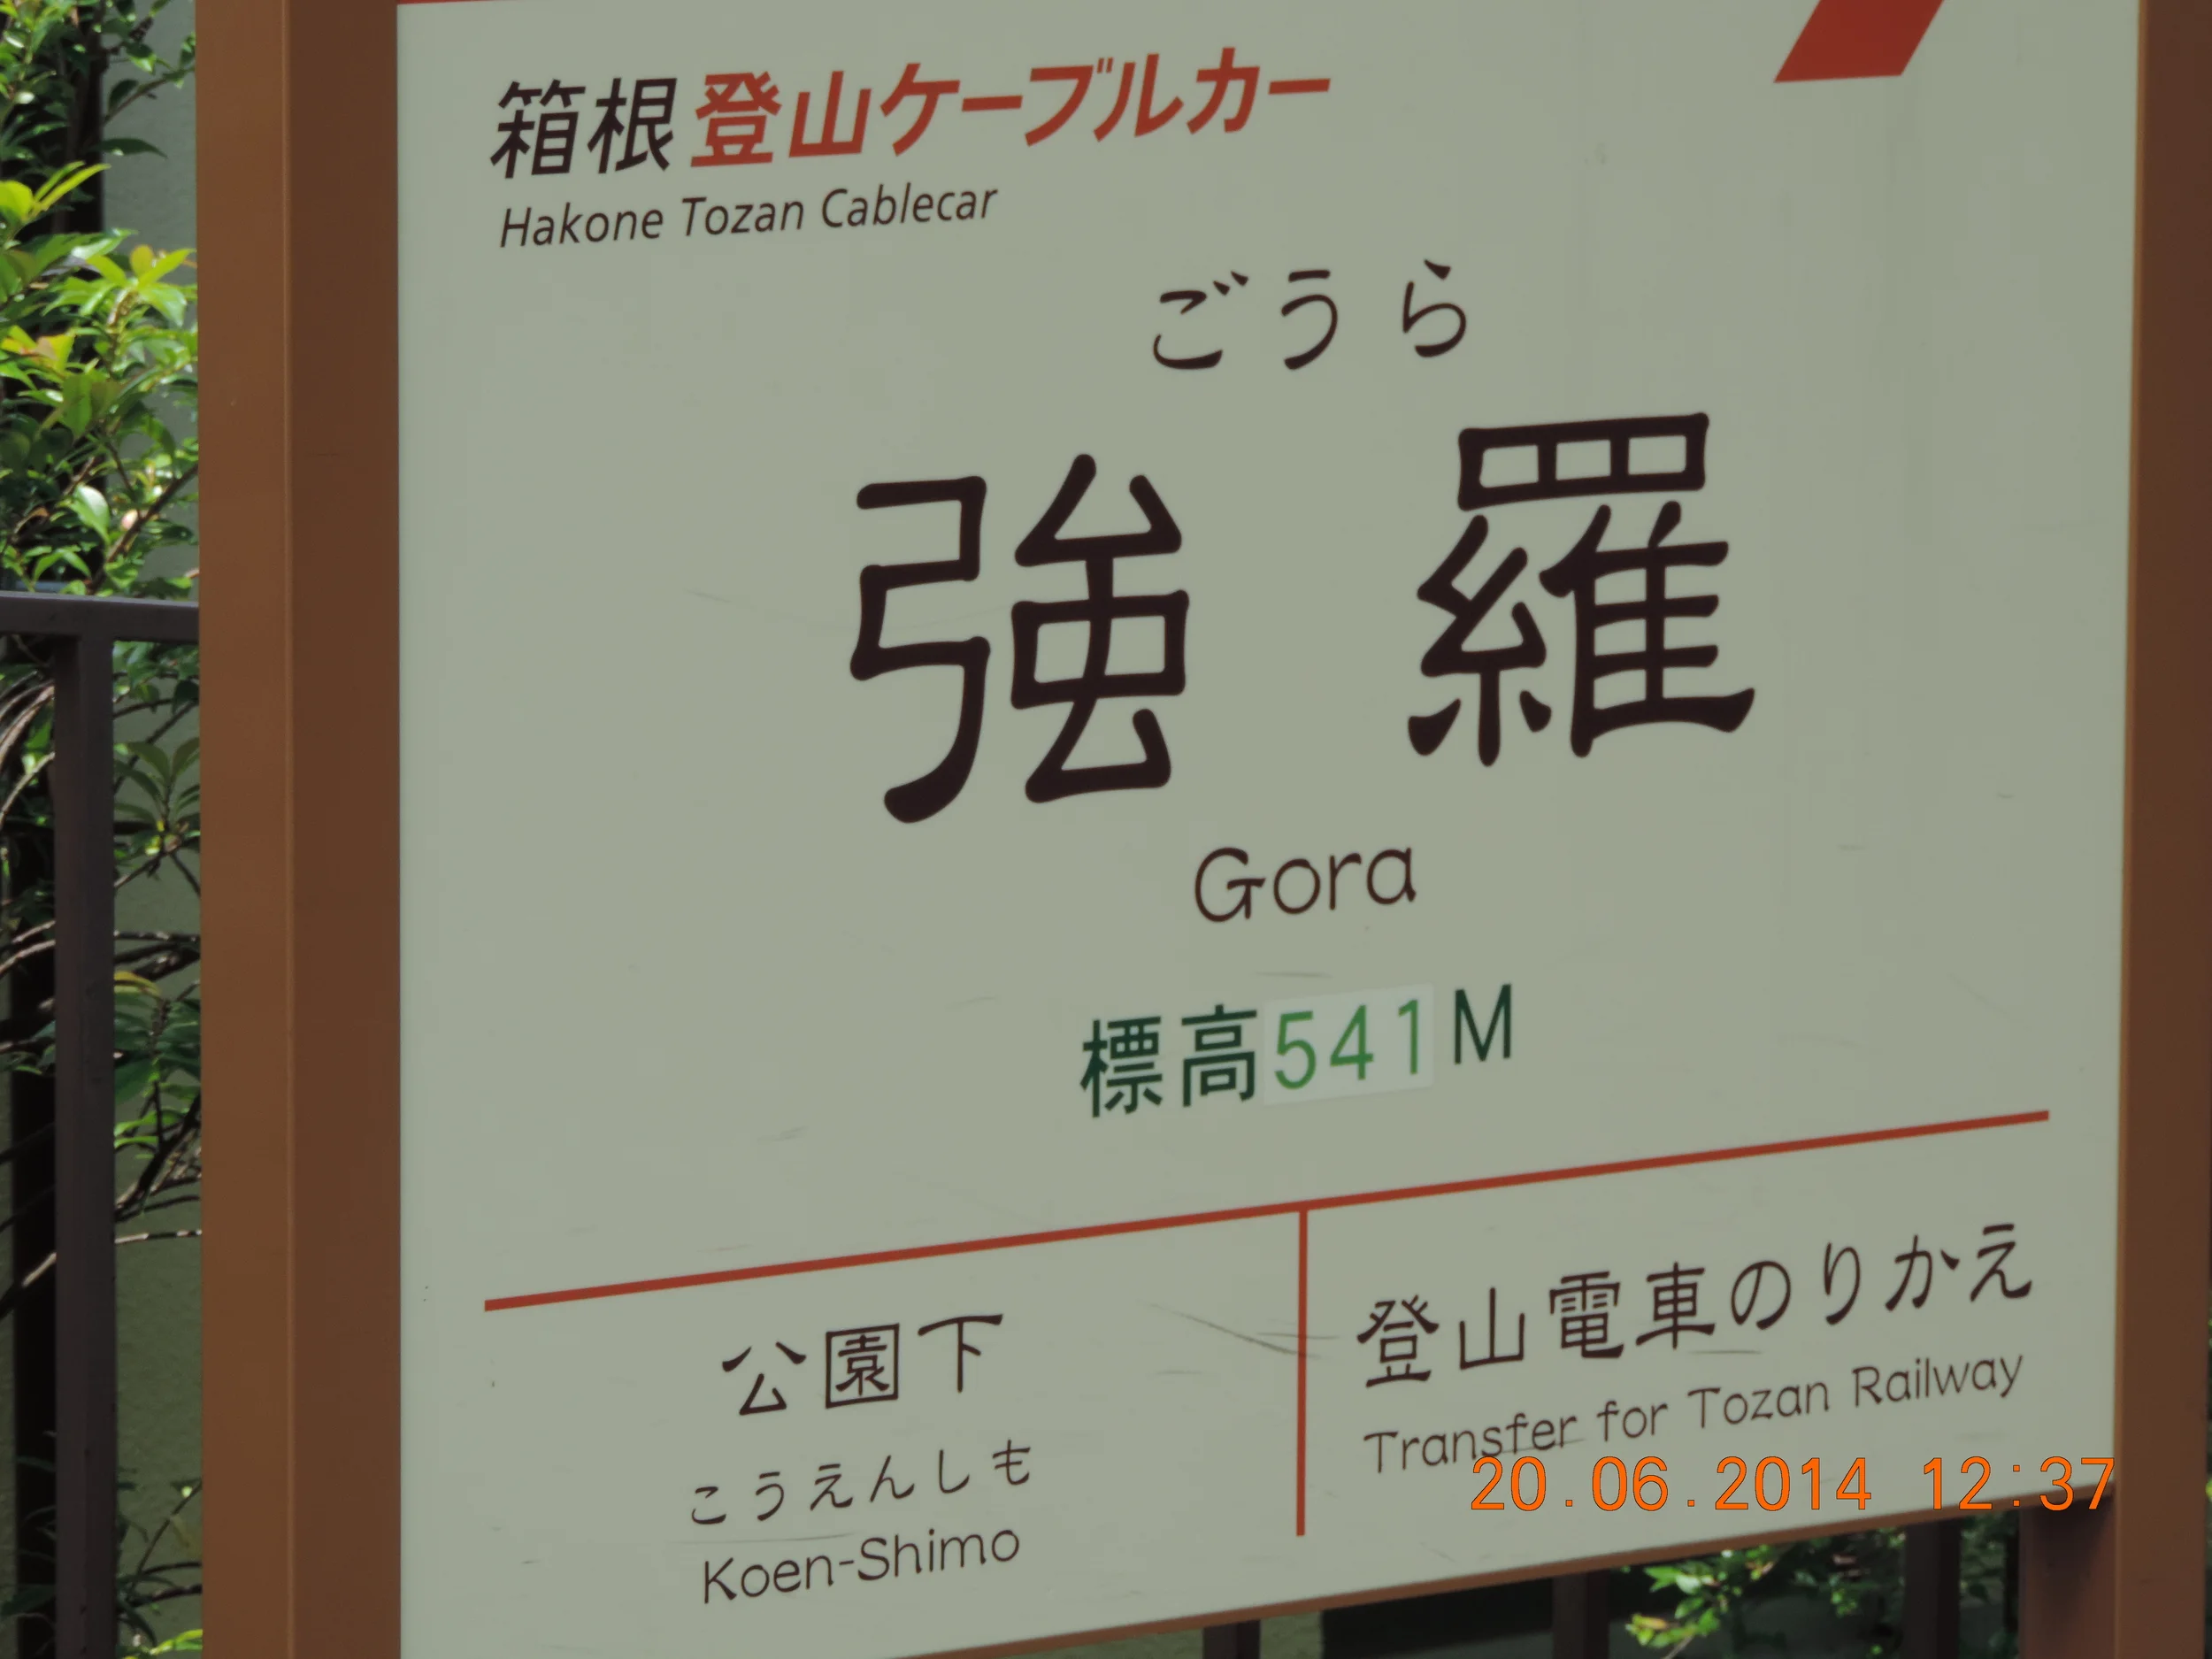 箱根登山ケーブルカー
Hakone Tozan Cablecar
ごうら
強羅
Gora
標高541M
公園下
こうえんしも
Koen-Shimo
登山電車のりかえ
Transfer for Tozan Railway
20.06.2014 12:37